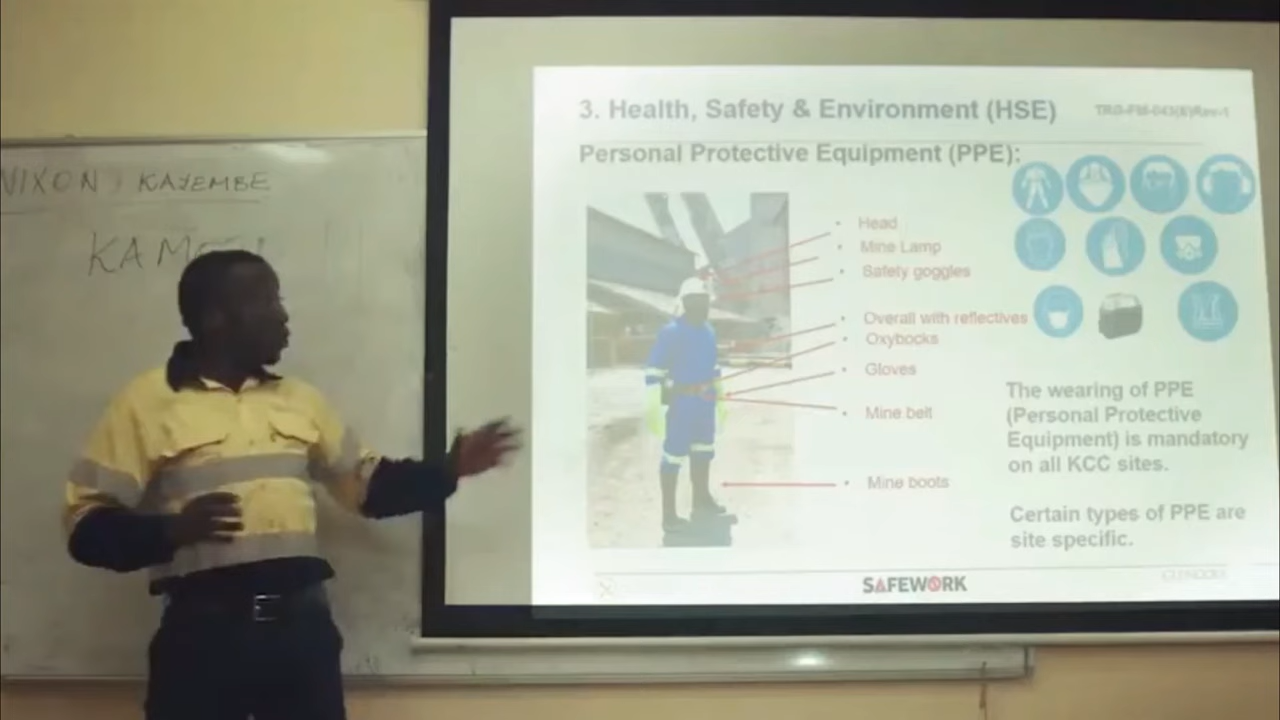 NIXON KAYEMBE
3. Health, Safety & Environment (HSE)
Personal Protective Equipment (PPE):
• Head
• Mine Lamp
• Safety goggles
• Overall with reflectives
• Oxybocks
• Gloves
• Mine belt
• Mine boots
The wearing of PPE
(Personal Protective
Equipment) is mandatory
on all KCC sites.
Certain types of PPE are
site specific.
SAFEWORK
GLENCORE